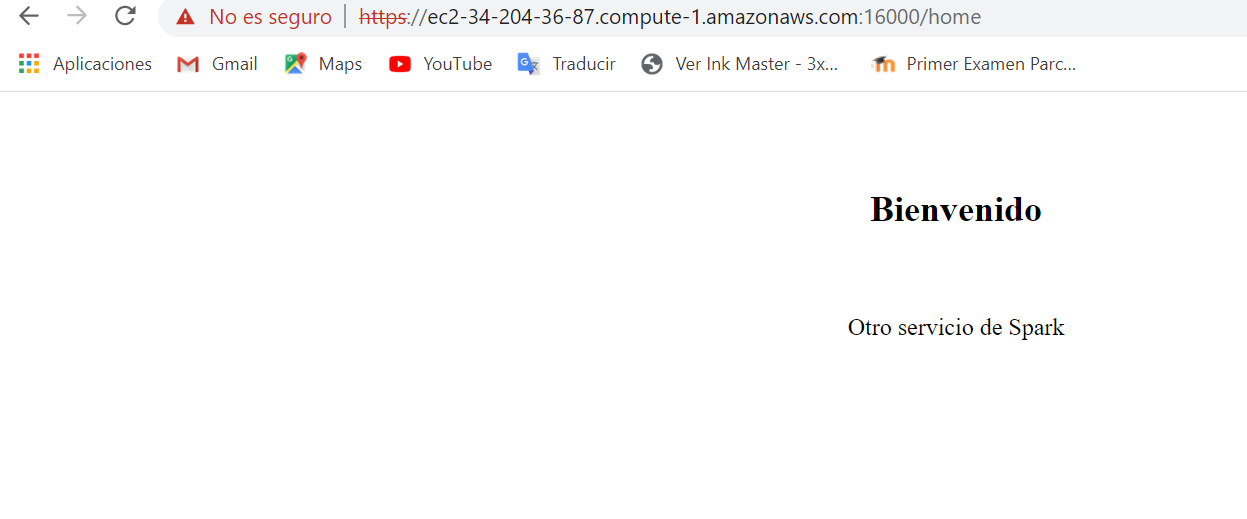 No es seguro | https://ec2-34-204-36-87.compute-1.amazonaws.com:16000/home
Aplicaciones Gmail Maps YouTube Traducir Ver Ink Master - 3x... Primer Examen Parc...
Bienvenido
Otro servicio de Spark